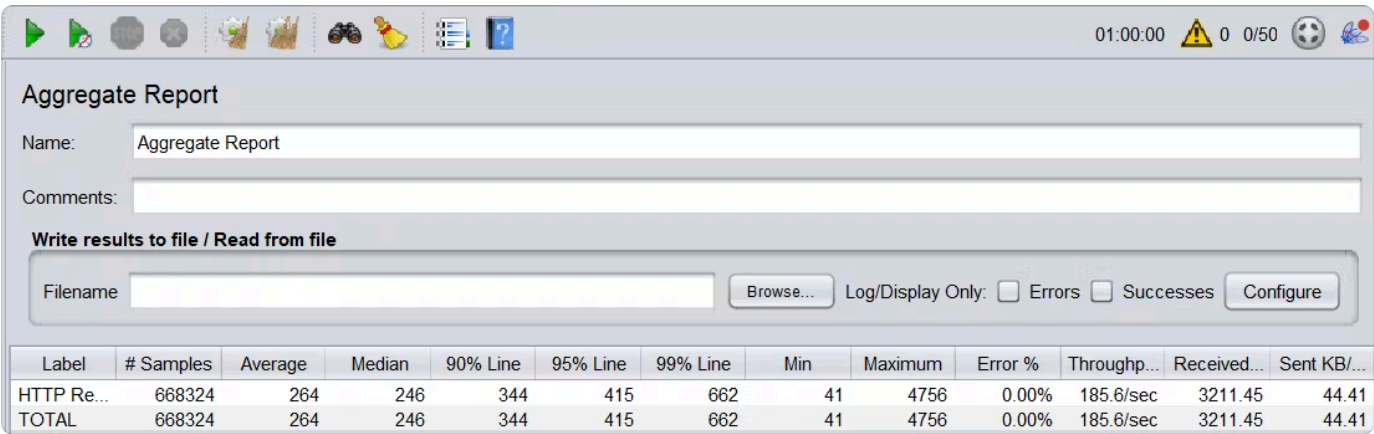 STOP 01:00:00 0 0/50
Aggregate Report
Name: Aggregate Report
Comments:
Write results to file / Read from file
Filename Browse... Log/Display Only: Errors Successes Configure
Label # Samples Average Median 90% Line 95% Line 99% Line Min Maximum Error % Throughp... Received... Sent KB/...
HTTP Re... 668324 264 246 344 415 662 41 4756 0.00% 185.6/sec 3211.45 44.41
TOTAL 668324 264 246 344 415 662 41 4756 0.00% 185.6/sec 3211.45 44.41